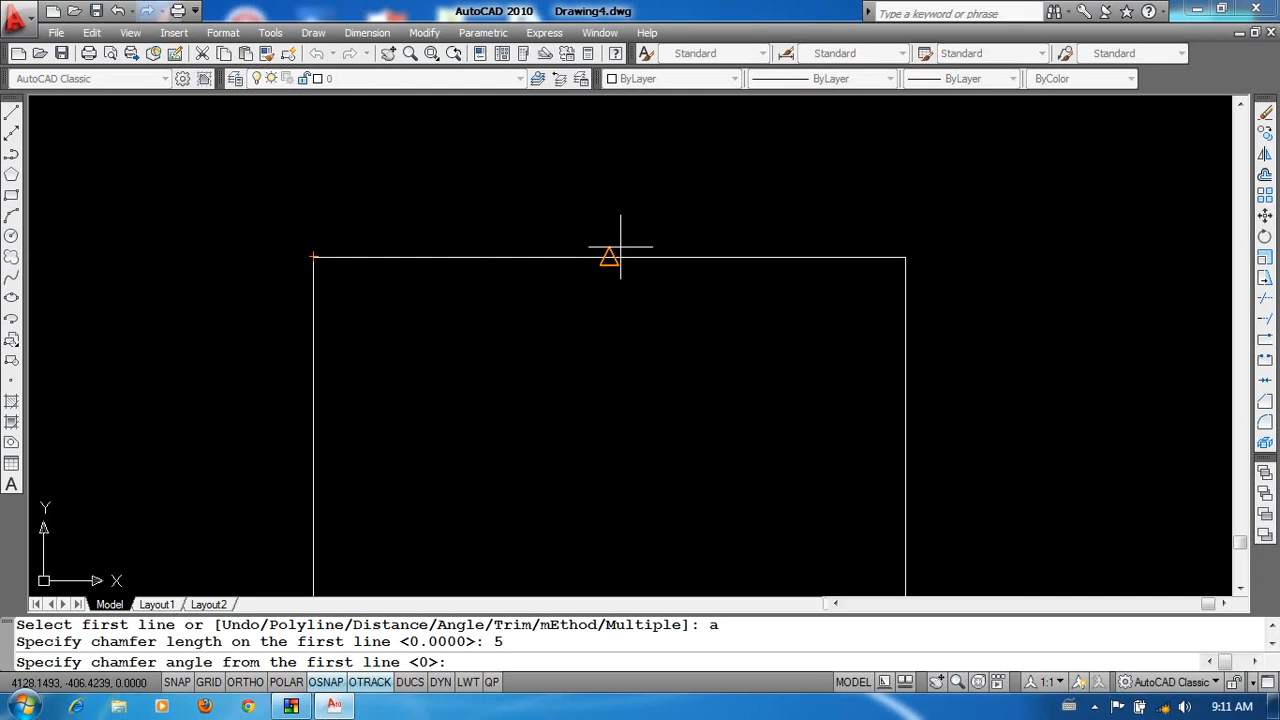 AutoCAD 2010 Drawing4.dwg
Type a keyword or phrase
File Edit View Insert Format Tools Draw Dimension Modify Parametric Express Window Help
Standard Standard Standard Standard
AutoCAD Classic 0 ByLayer ByLayer ByLayer ByColor
A
Y
X
Model Layout1 Layout2
Select first line or [Undo/Polyline/Distance/Angle/Trim/mEthod/Multiple]: a
Specify chamfer length on the first line <0.0000>: 5
Specify chamfer angle from the first line <0>:
4128.1493, -406.4239, 0.0000 SNAP GRID ORTHO POLAR OSNAP OTRACK DUCS DYN LWT QP MODEL 1:1 AutoCAD Classic
9:11 AM